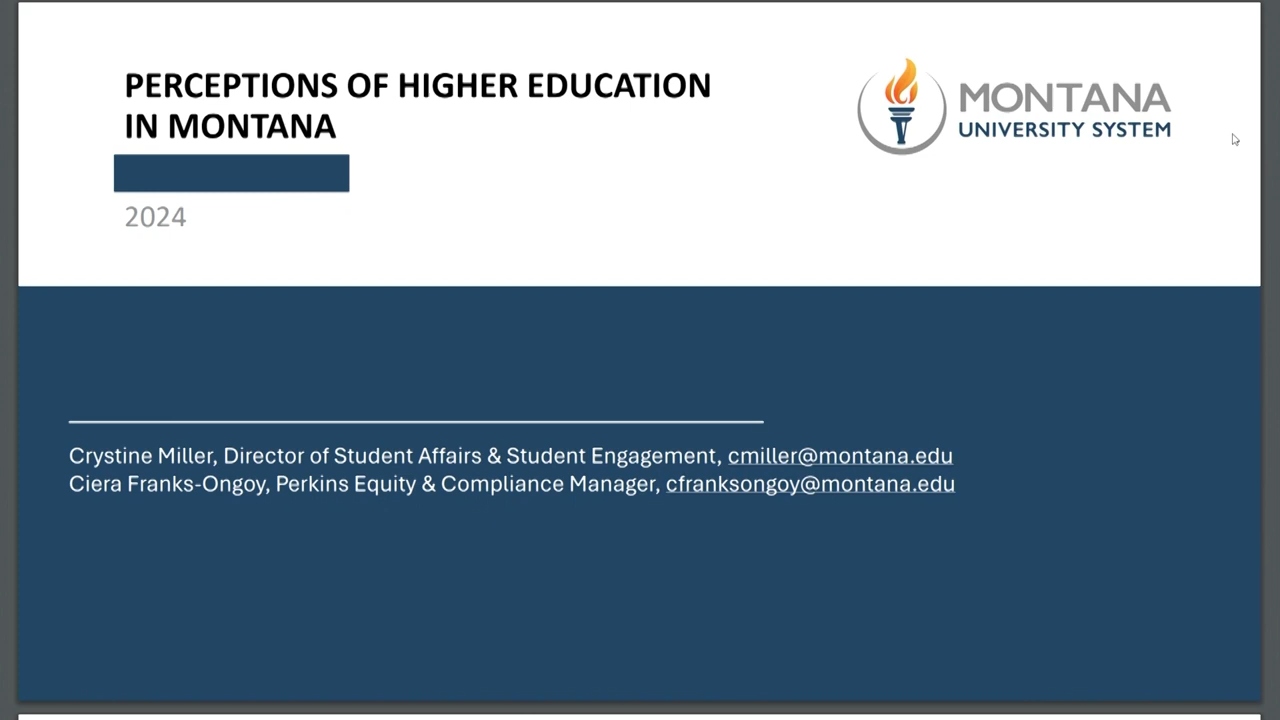 PERCEPTIONS OF HIGHER EDUCATION
IN MONTANA
2024
MONTANA
UNIVERSITY SYSTEM
Crystine Miller, Director of Student Affairs & Student Engagement, cmiller@montana.edu
Ciera Franks-Ongoy, Perkins Equity & Compliance Manager, cfranksongoy@montana.edu